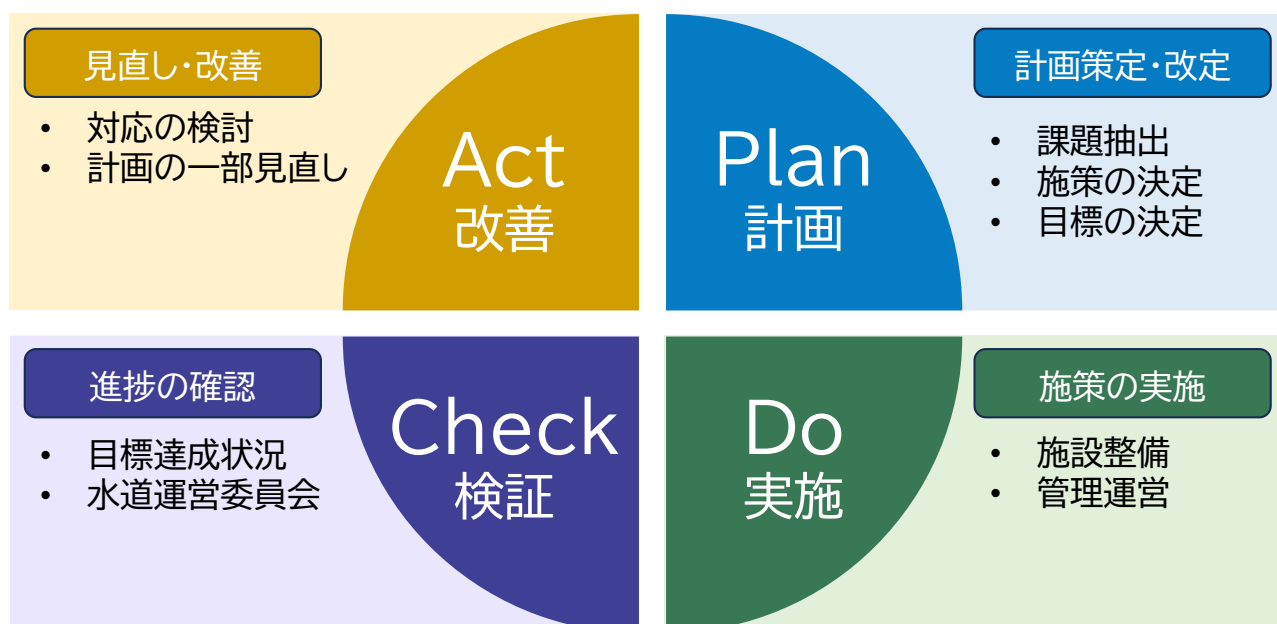 見直し・改善
・ 対応の検討
・ 計画の一部見直し
Act
改善
Plan
計画
計画策定・改定
・ 課題抽出
・ 施策の決定
・ 目標の決定
進捗の確認
・ 目標達成状況
・ 水道運営委員会
Check
検証
Do
実施
施策の実施
・ 施設整備
・ 管理運営